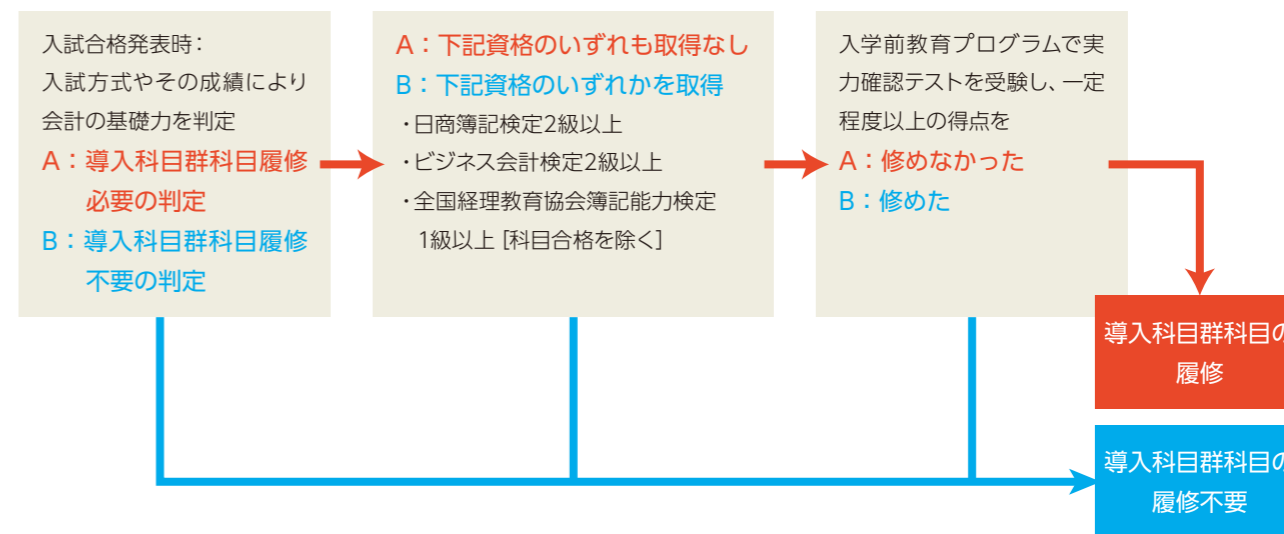 入試合格発表時：
入試方式やその成績により
会計の基礎力を判定
A：導入科目群科目履修
必要の判定
B：導入科目群科目履修
不要の判定
A：下記資格のいずれも取得なし
B：下記資格のいずれかを取得
・日商簿記検定2級以上
・ビジネス会計検定2級以上
・全国経理教育協会簿記能力検定
1級以上［科目合格を除く］
入学前教育プログラムで実
力確認テストを受験し、一定
程度以上の得点を
A：修めなかった
B：修めた
導入科目群科目の
履修
導入科目群科目の
履修不要